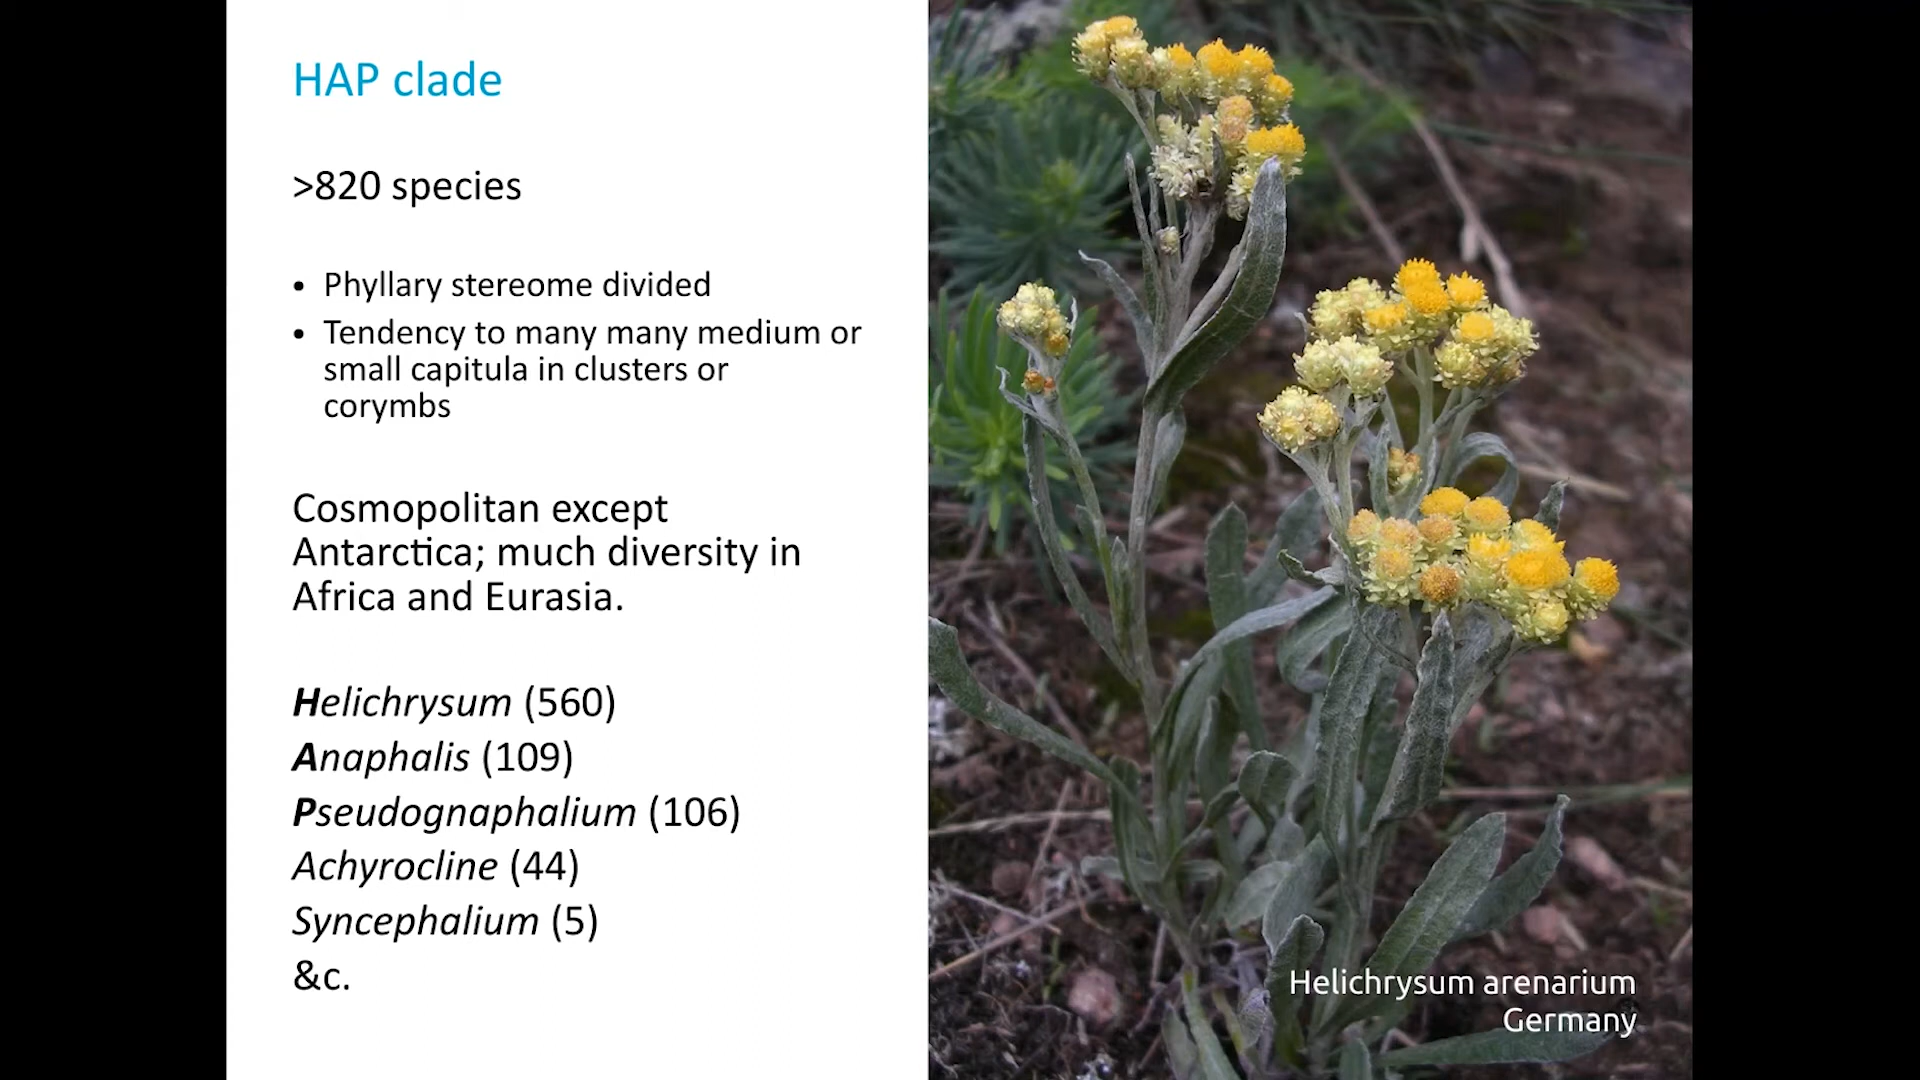 HAP clade
>820 species
• Phyllary stereome divided
• Tendency to many many medium or
small capitula in clusters or
corymbs
Cosmopolitan except
Antarctica; much diversity in
Africa and Eurasia.
Helichrysum (560)
Anaphalis (109)
Pseudognaphalium (106)
Achyrocline (44)
Syncephalium (5)
&c.
Helichrysum arenarium
Germany